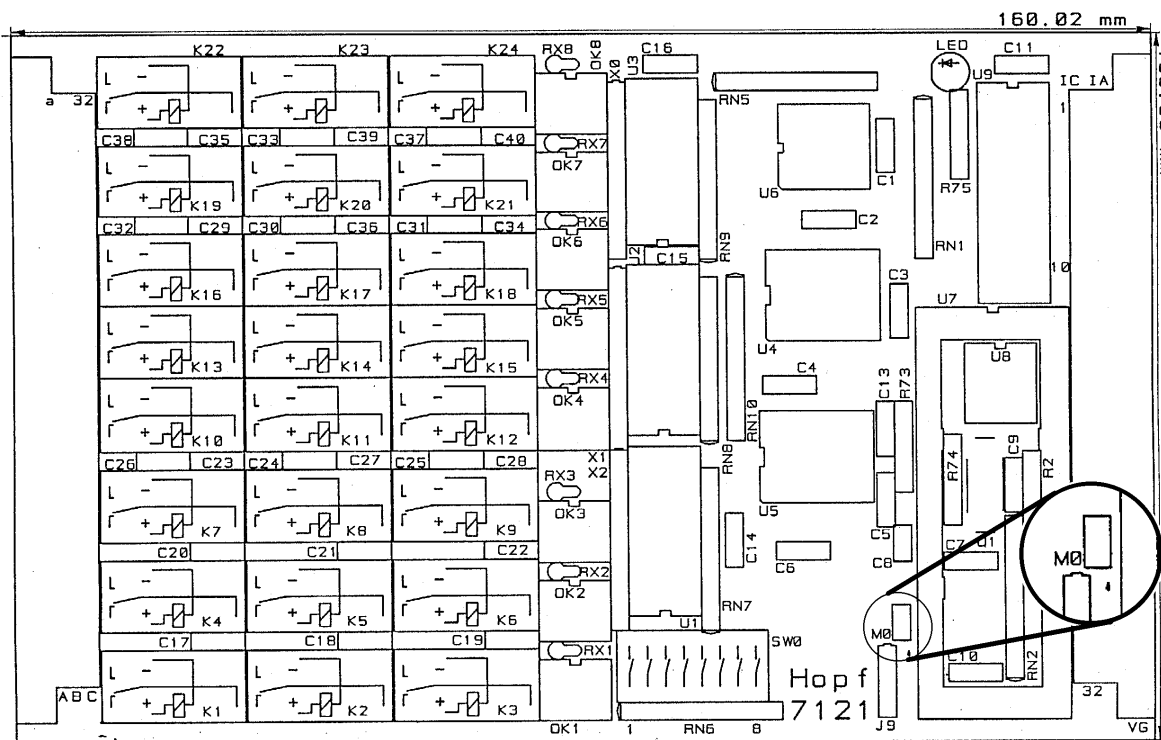 160.02 mm
K22 K23 K24 RX8 OK8 X0 U3 C16 LED C11
U9 IC IA
a 32 L − + L − + L − + RN5 1
C38 C35 C33 C39 C37 C40 RX7 OK7
U6 C1 R75
L − + K19 L − + K20 L − + K21
C32 C29 C30 C36 C31 C34 RX6 OK6 C2
U2 C15 RN9 RN1
L − + K16 L − + K17 L − + K18 RX5 OK5 C3 10
U7
L − + K13 L − + K14 L − + K15 U4 U8
RX4 OK4 C4 C13 R73
L − + K10 L − + K11 L − + K12 RN10
C26 C23 C24 C27 C25 C28 X1 X2 RN8 R74 C9 R2
RX3 OK3
L − + K7 L − + K8 L − + K9 U5 C14 C5
C20 C21 C22 C6 C8 C7 U1 M0
RX2 OK2
L − + K4 L − + K5 L − + K6 RN7 U1
C17 C18 C19 SW0 M0
RX1
L − + K1 L − + K2 L − + K3 C10 RN2
A B C 32
Hopf
7121
OK1 1 RN6 8 J9 VG